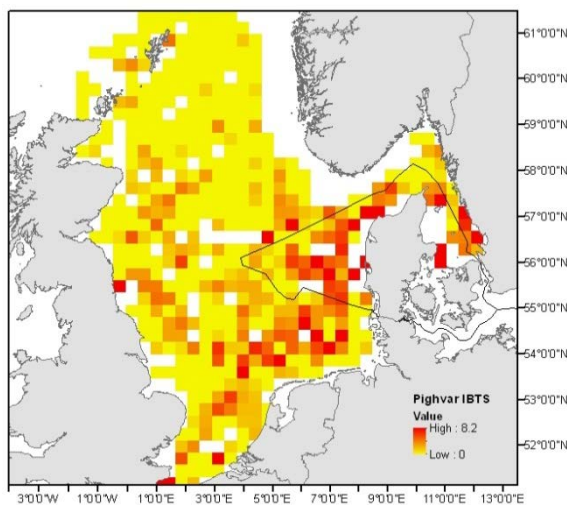 61°0'0"N
60°0'0"N
59°0'0"N
58°0'0"N
57°0'0"N
56°0'0"N
55°0'0"N
54°0'0"N
53°0'0"N
52°0'0"N
Pighvar IBTS
Value
High : 8.2
Low : 0
3°0'0"W 1°0'0"W 1°0'0"E 3°0'0"E 5°0'0"E 7°0'0"E 9°0'0"E 11°0'0"E 13°0'0"E